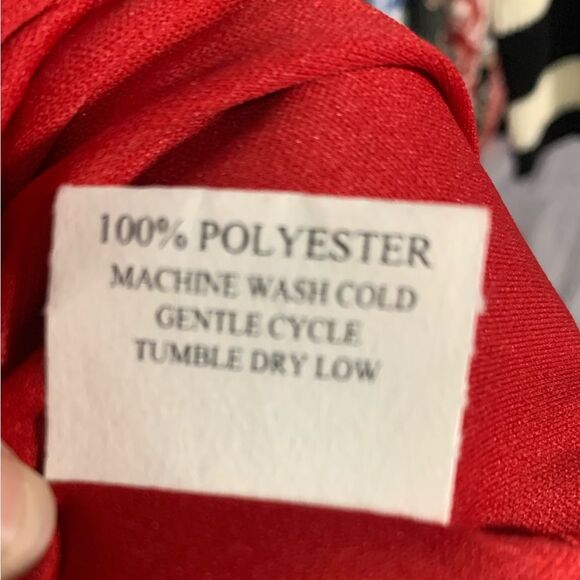 100% POLYESTER
MACHINE WASH COLD
GENTLE CYCLE
TUMBLE DRY LOW